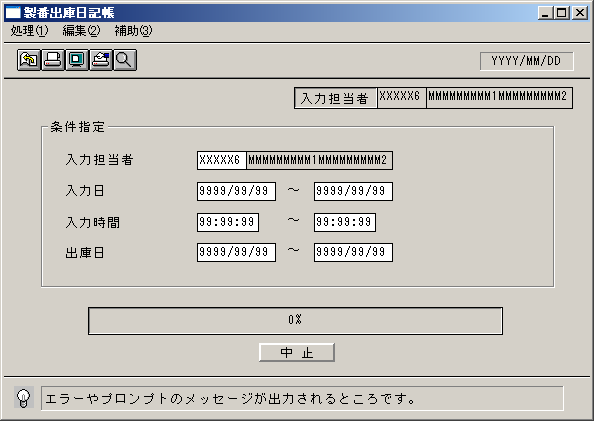 製番出庫日記帳
処理(1) 編集(2) 補助(3)
YYYY/MM/DD
入力担当者 XXXXX6 MMMMMMMMM1MMMMMMMMM2
条件指定
入力担当者 XXXXX6 MMMMMMMMM1MMMMMMMMM2
入力日 9999/99/99 ～ 9999/99/99
入力時間 99:99:99 ～ 99:99:99
出庫日 9999/99/99 ～ 9999/99/99
0%
中 止
エラーやプロンプトのメッセージが出力されるところです。